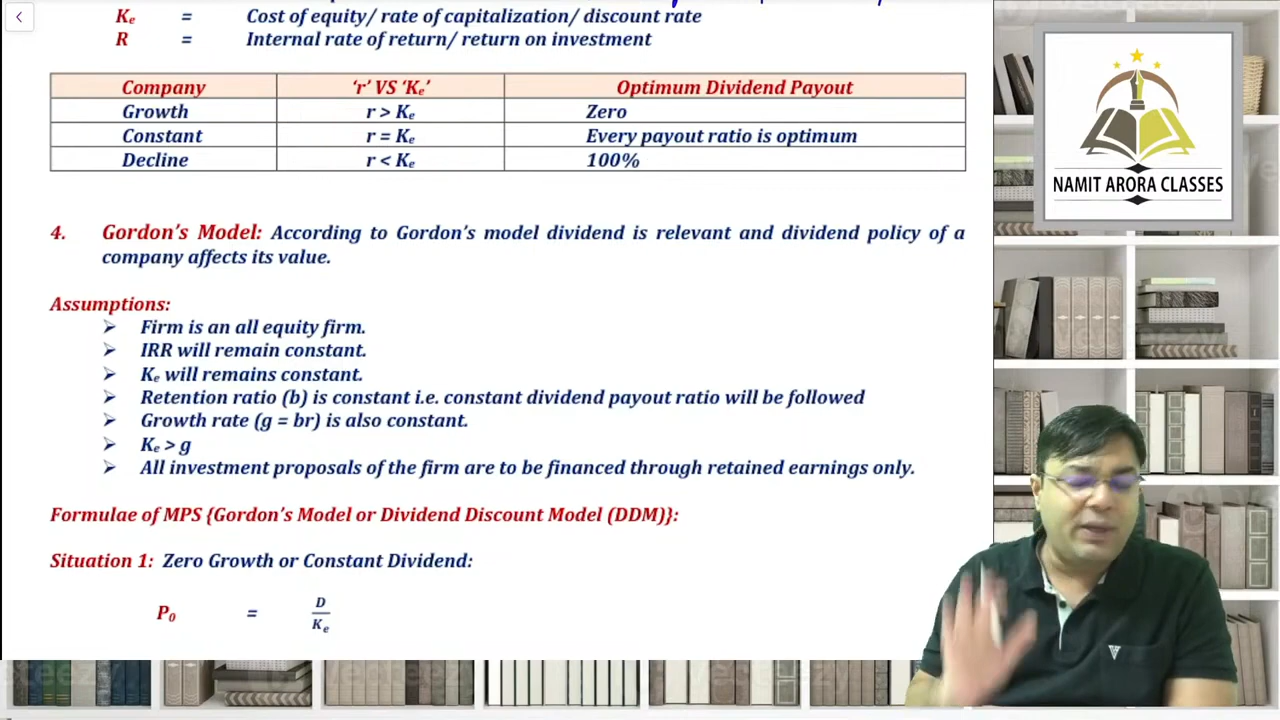 Kₑ = Cost of equity/ rate of capitalization/ discount rate
R = Internal rate of return/ return on investment
Company ‘r’ VS ‘Kₑ’ Optimum Dividend Payout
Growth r > Kₑ Zero
Constant r = Kₑ Every payout ratio is optimum
Decline r < Kₑ 100%
NAMIT ARORA CLASSES
4. Gordon’s Model: According to Gordon’s model dividend is relevant and dividend policy of a
company affects its value.
Assumptions:
➢ Firm is an all equity firm.
➢ IRR will remain constant.
➢ Kₑ will remains constant.
➢ Retention ratio (b) is constant i.e. constant dividend payout ratio will be followed
➢ Growth rate (g = br) is also constant.
➢ Kₑ > g
➢ All investment proposals of the firm are to be financed through retained earnings only.
Formulae of MPS {Gordon’s Model or Dividend Discount Model (DDM)}:
Situation 1: Zero Growth or Constant Dividend:
P₀ = D
Kₑ